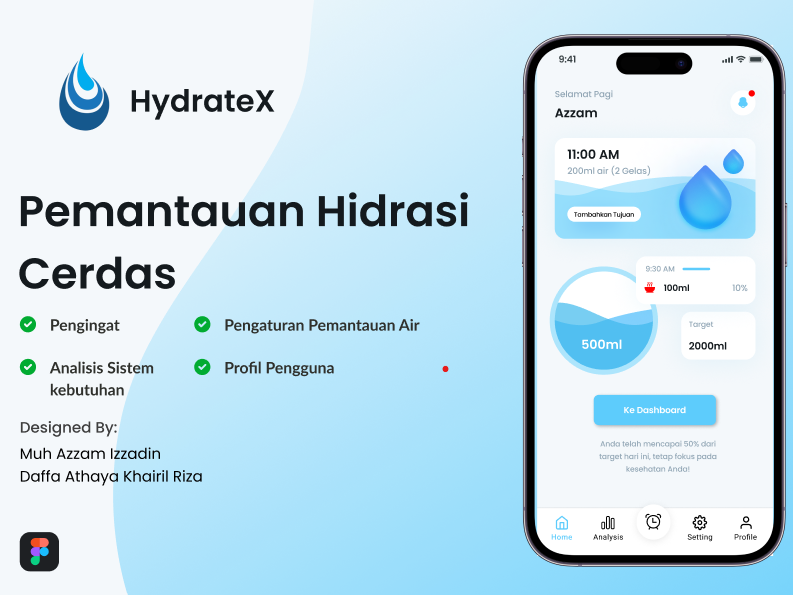 HydrateX
Pemantauan Hidrasi
Cerdas
Pengingat
Pengaturan Pemantauan Air
Analisis Sistem
kebutuhan
Profil Pengguna
Designed By:
Muh Azzam Izzadin
Daffa Athaya Khairil Riza
9:41
Selamat Pagi
Azzam
11:00 AM
200ml air (2 Gelas)
Tambahkan Tujuan
9:30 AM
100ml
10%
500ml
Target
2000ml
Ke Dashboard
Anda telah mencapai 50% dari
target hari ini, tetap fokus pada
kesehatan Anda!
Home
Analysis
Setting
Profile